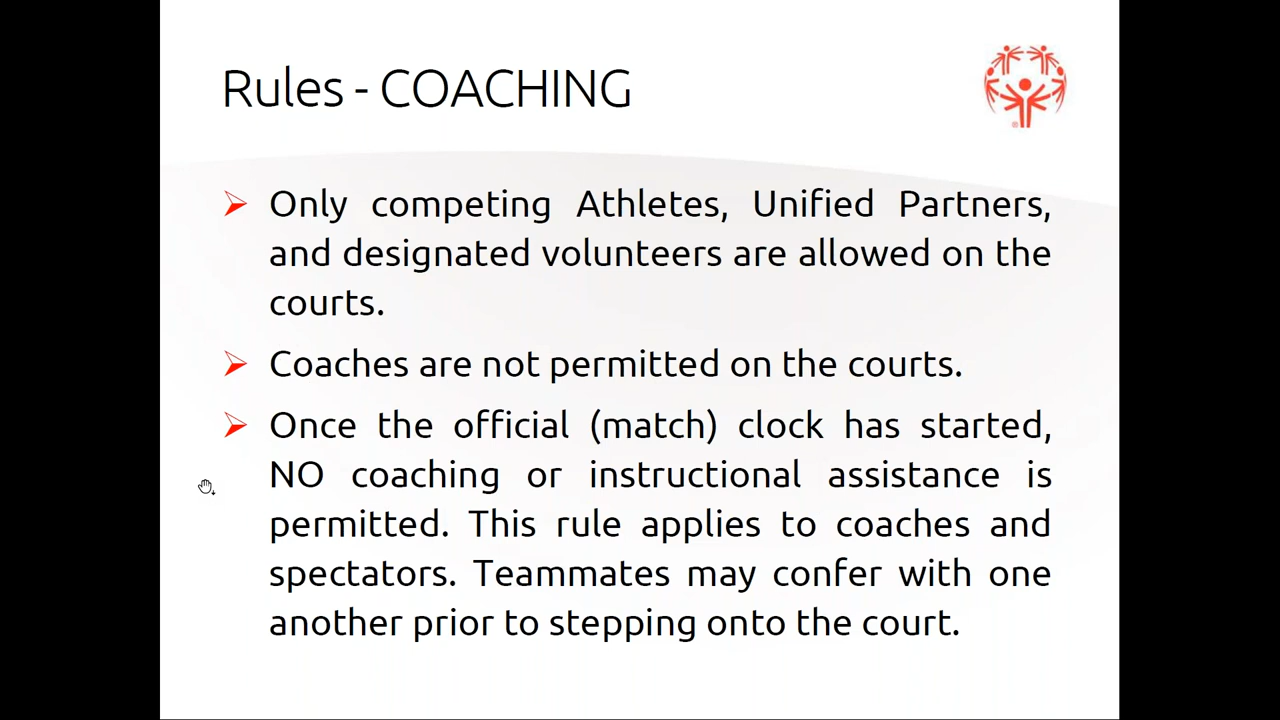 Rules - COACHING
Only competing Athletes, Unified Partners,
and designated volunteers are allowed on the
courts.
Coaches are not permitted on the courts.
Once the official (match) clock has started,
NO coaching or instructional assistance is
permitted. This rule applies to coaches and
spectators. Teammates may confer with one
another prior to stepping onto the court.